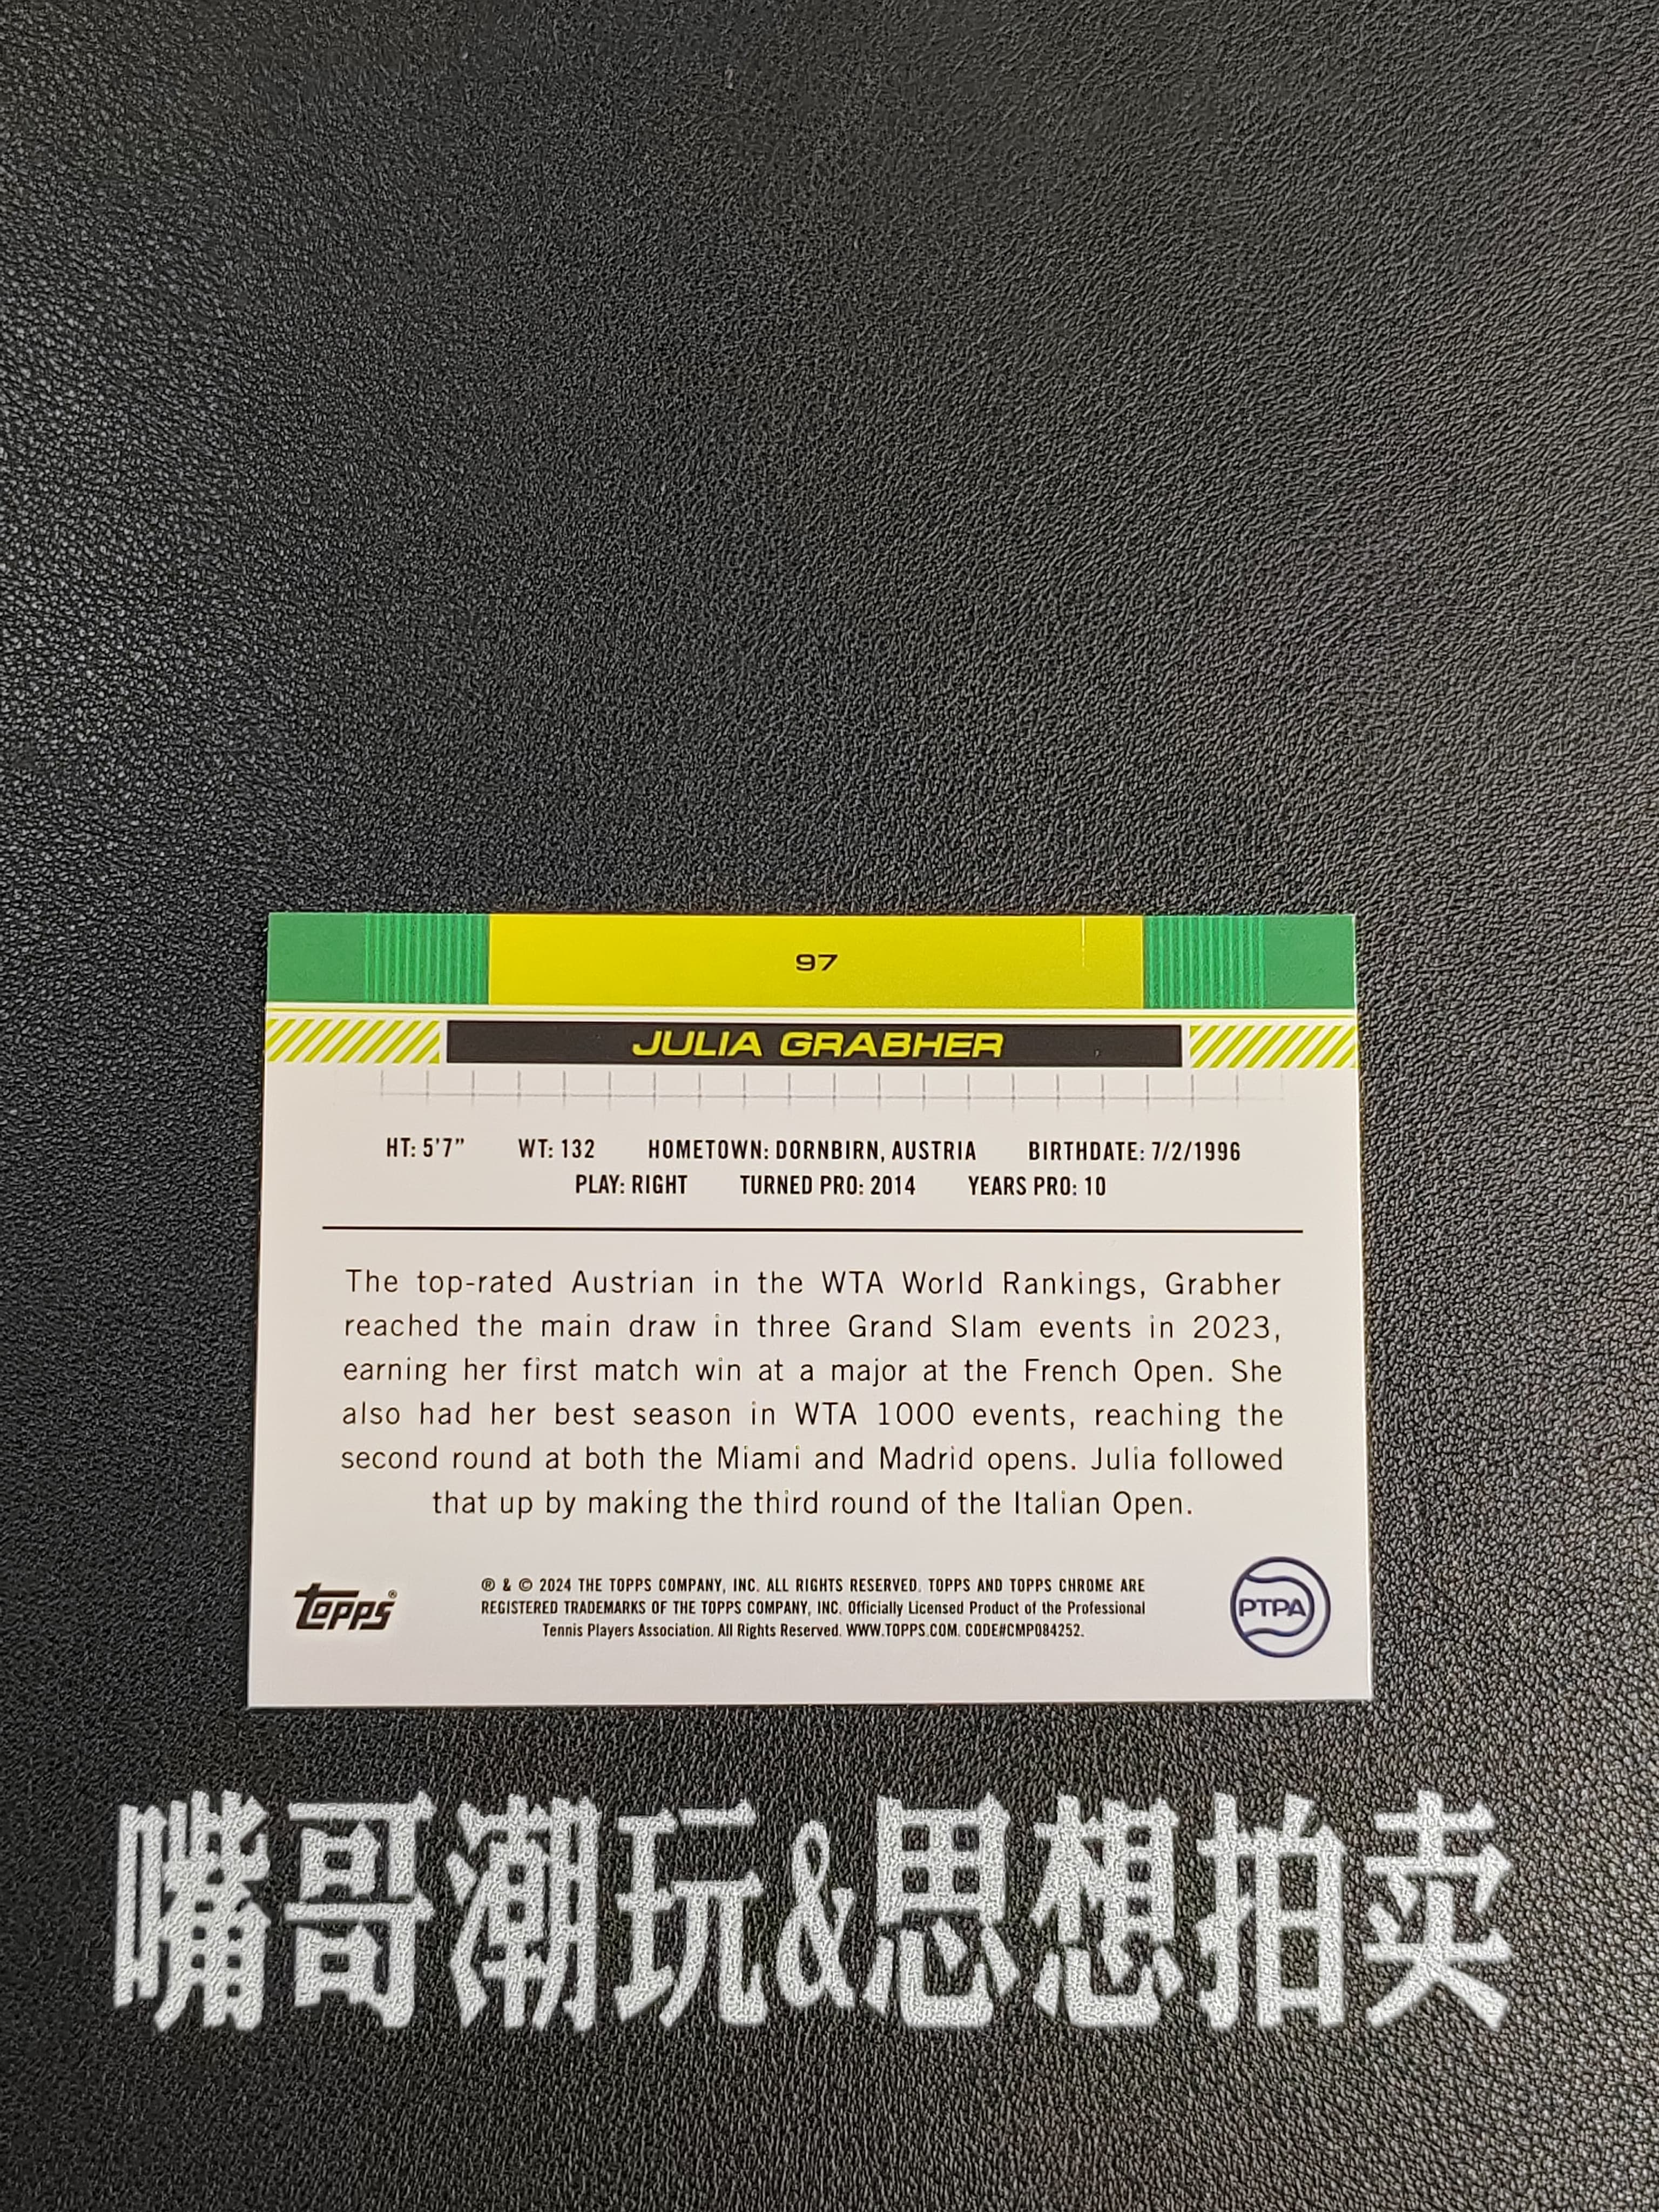 97
JULIA GRABHER
HT: 5'7" WT: 132 HOMETOWN: DORNBIRN, AUSTRIA BIRTHDATE: 7/2/1996
PLAY: RIGHT TURNED PRO: 2014 YEARS PRO: 10
The top-rated Austrian in the WTA World Rankings, Grabher
reached the main draw in three Grand Slam events in 2023,
earning her first match win at a major at the French Open. She
also had her best season in WTA 1000 events, reaching the
second round at both the Miami and Madrid opens. Julia followed
that up by making the third round of the Italian Open.
Topps®
® & © 2024 THE TOPPS COMPANY, INC. ALL RIGHTS RESERVED. TOPPS AND TOPPS CHROME ARE
REGISTERED TRADEMARKS OF THE TOPPS COMPANY, INC. Officially Licensed Product of the Professional
Tennis Players Association. All Rights Reserved. WWW.TOPPS.COM. CODE#CMP084252.
PTPA
嘴哥潮玩&思想拍卖